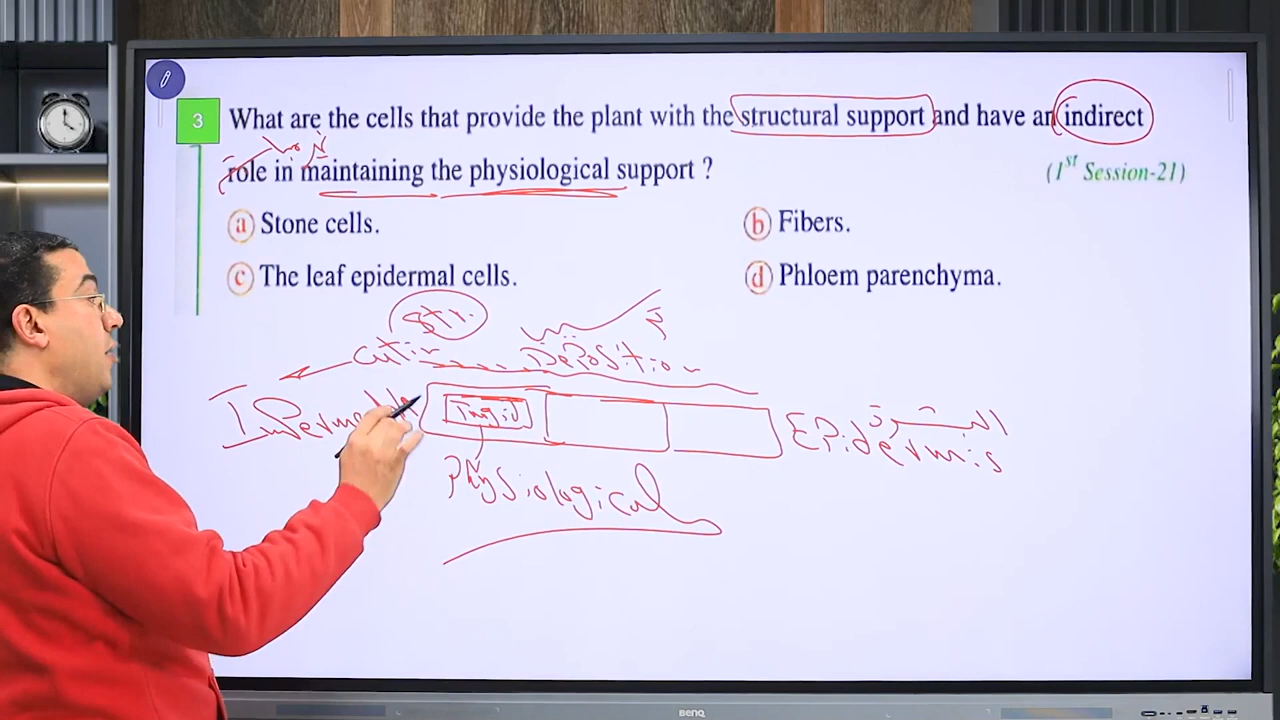 3 What are the cells that provide the plant with the structural support and have an indirect
role in maintaining the physiological support ?
(1st Session-21)
a Stone cells.
b Fibers.
c The leaf epidermal cells.
d Phloem parenchyma.
str.
cutin Deposition
Impermeable
Epidermis
البشرة
Physiological
BenQ